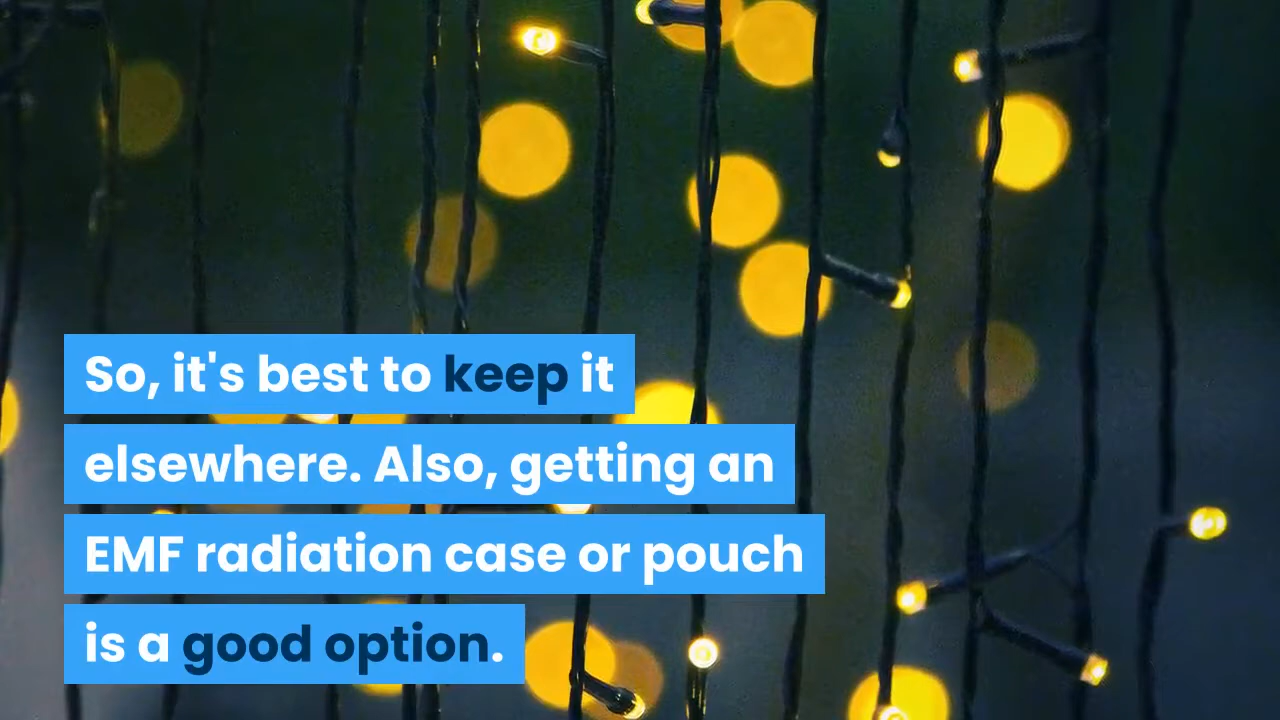 So, it's best to keep it
elsewhere. Also, getting an
EMF radiation case or pouch
is a good option.